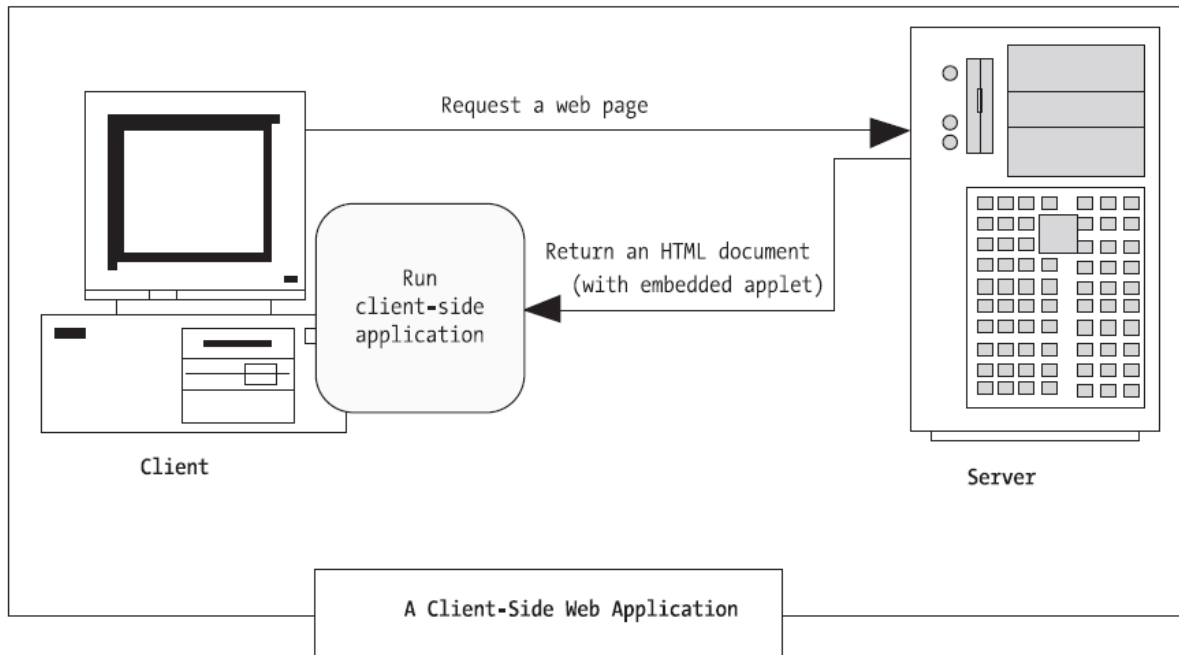 Request a web page
Return an HTML document
(with embedded applet)
Run
client-side
application
Client
Server
A Client-Side Web Application